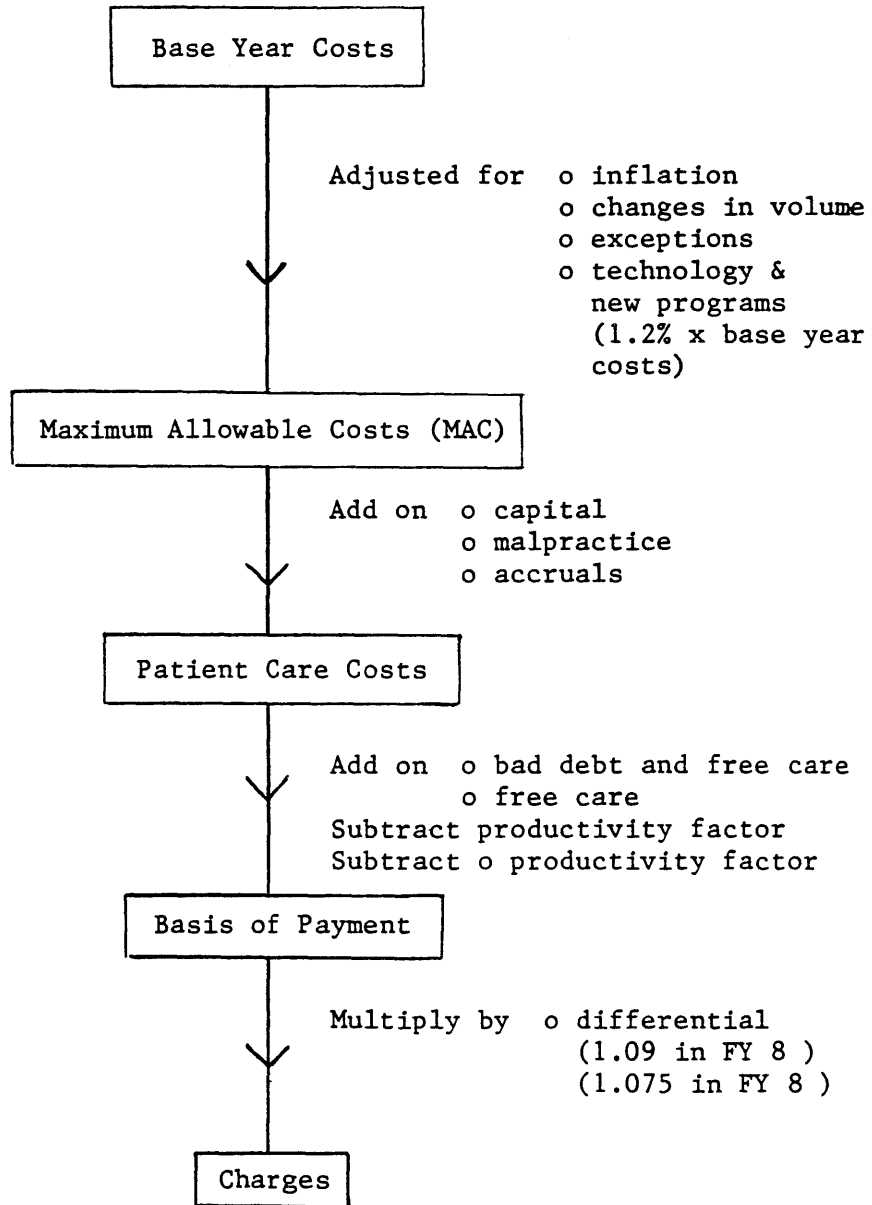 Base Year Costs
Adjusted for o inflation
o changes in volume
o exceptions
o technology &
new programs
(1.2% x base year
costs)
Maximum Allowable Costs (MAC)
Add on o capital
o malpractice
o accruals
Patient Care Costs
Add on o bad debt and free care
o free care
Subtract productivity factor
Subtract o productivity factor
Basis of Payment
Multiply by o differential
(1.09 in FY 8 )
(1.075 in FY 8 )
Charges